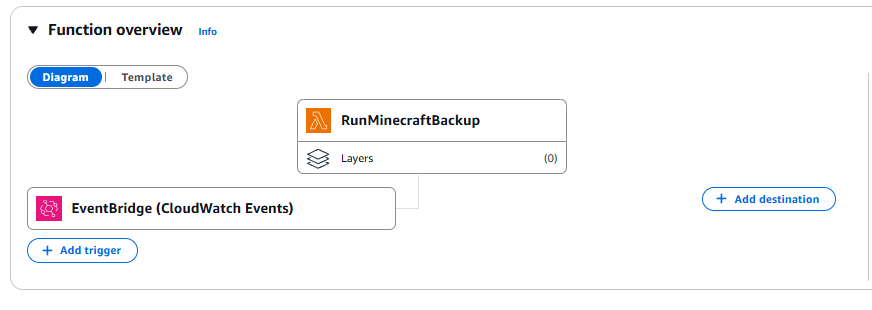 Function overview Info
Diagram Template
RunMinecraftBackup
Layers (0)
EventBridge (CloudWatch Events)
Add destination
Add trigger